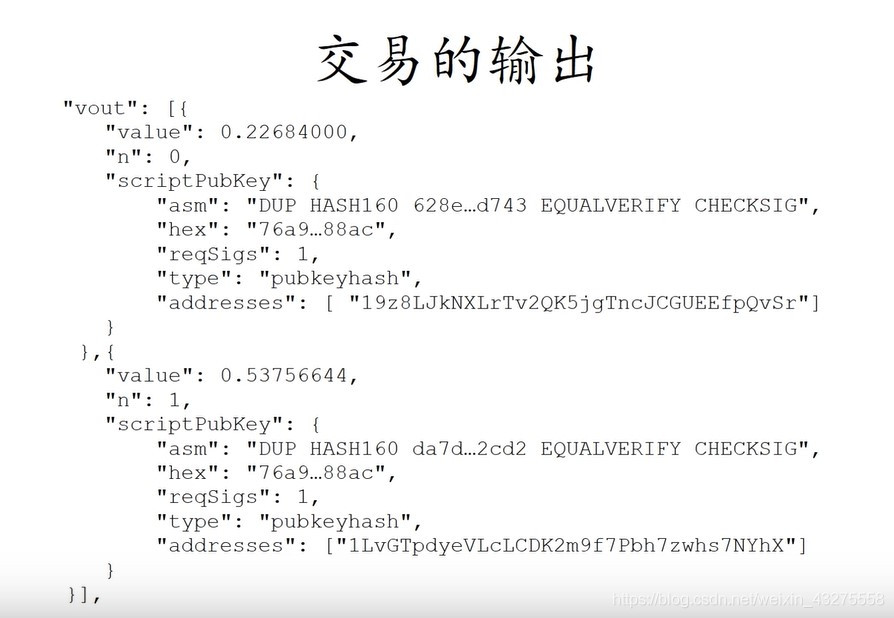 交易的输出
"vout": [{
"value": 0.22684000,
"n": 0,
"scriptPubKey": {
"asm": "DUP HASH160 628e…d743 EQUALVERIFY CHECKSIG",
"hex": "76a9…88ac",
"reqSigs": 1,
"type": "pubkeyhash",
"addresses": [ "19z8LJkNXLrTv2QK5jgTncJCGUEEfpQvSr"]
}
},{
"value": 0.53756644,
"n": 1,
"scriptPubKey": {
"asm": "DUP HASH160 da7d…2cd2 EQUALVERIFY CHECKSIG",
"hex": "76a9…88ac",
"reqSigs": 1,
"type": "pubkeyhash",
"addresses": ["1LvGTpdyeVLcLCDK2m9f7Pbh7zwhs7NYhX"]
}
}],
https://blog.csdn.net/weixin_43275558